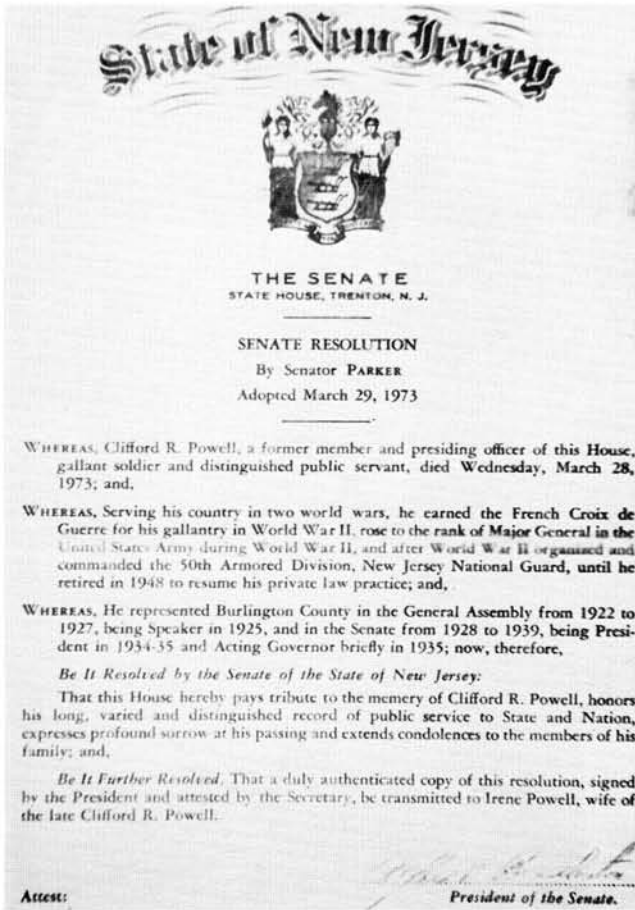 State of New Jersey
THE SENATE
STATE HOUSE, TRENTON, N. J.
SENATE RESOLUTION
By Senator PARKER
Adopted March 29, 1973
WHEREAS, Clifford R. Powell, a former member and presiding officer of this House,
gallant soldier and distinguished public servant, died Wednesday, March 28,
1973; and,
WHEREAS, Serving his country in two world wars, he earned the French Croix de
Guerre for his gallantry in World War II, rose to the rank of Major General in the
United States Army during World War II, and after World War II organized and
commanded the 50th Armored Division, New Jersey National Guard, until he
retired in 1948 to resume his private law practice; and,
WHEREAS, He represented Burlington County in the General Assembly from 1922 to
1927, being Speaker in 1925, and in the Senate from 1928 to 1939, being Presi-
dent in 1934-35 and Acting Governor briefly in 1935; now, therefore,
Be It Resolved by the Senate of the State of New Jersey:
That this House hereby pays tribute to the memery of Clifford R. Powell, honors
his long, varied and distinguished record of public service to State and Nation,
expresses profound sorrow at his passing and extends condolences to the members of his
family; and,
Be It Further Resolved, That a duly authenticated copy of this resolution, signed
by the President and attested by the Secretary, be transmitted to Irene Powell, wife of
the late Clifford R. Powell.
Attest:
President of the Senate.